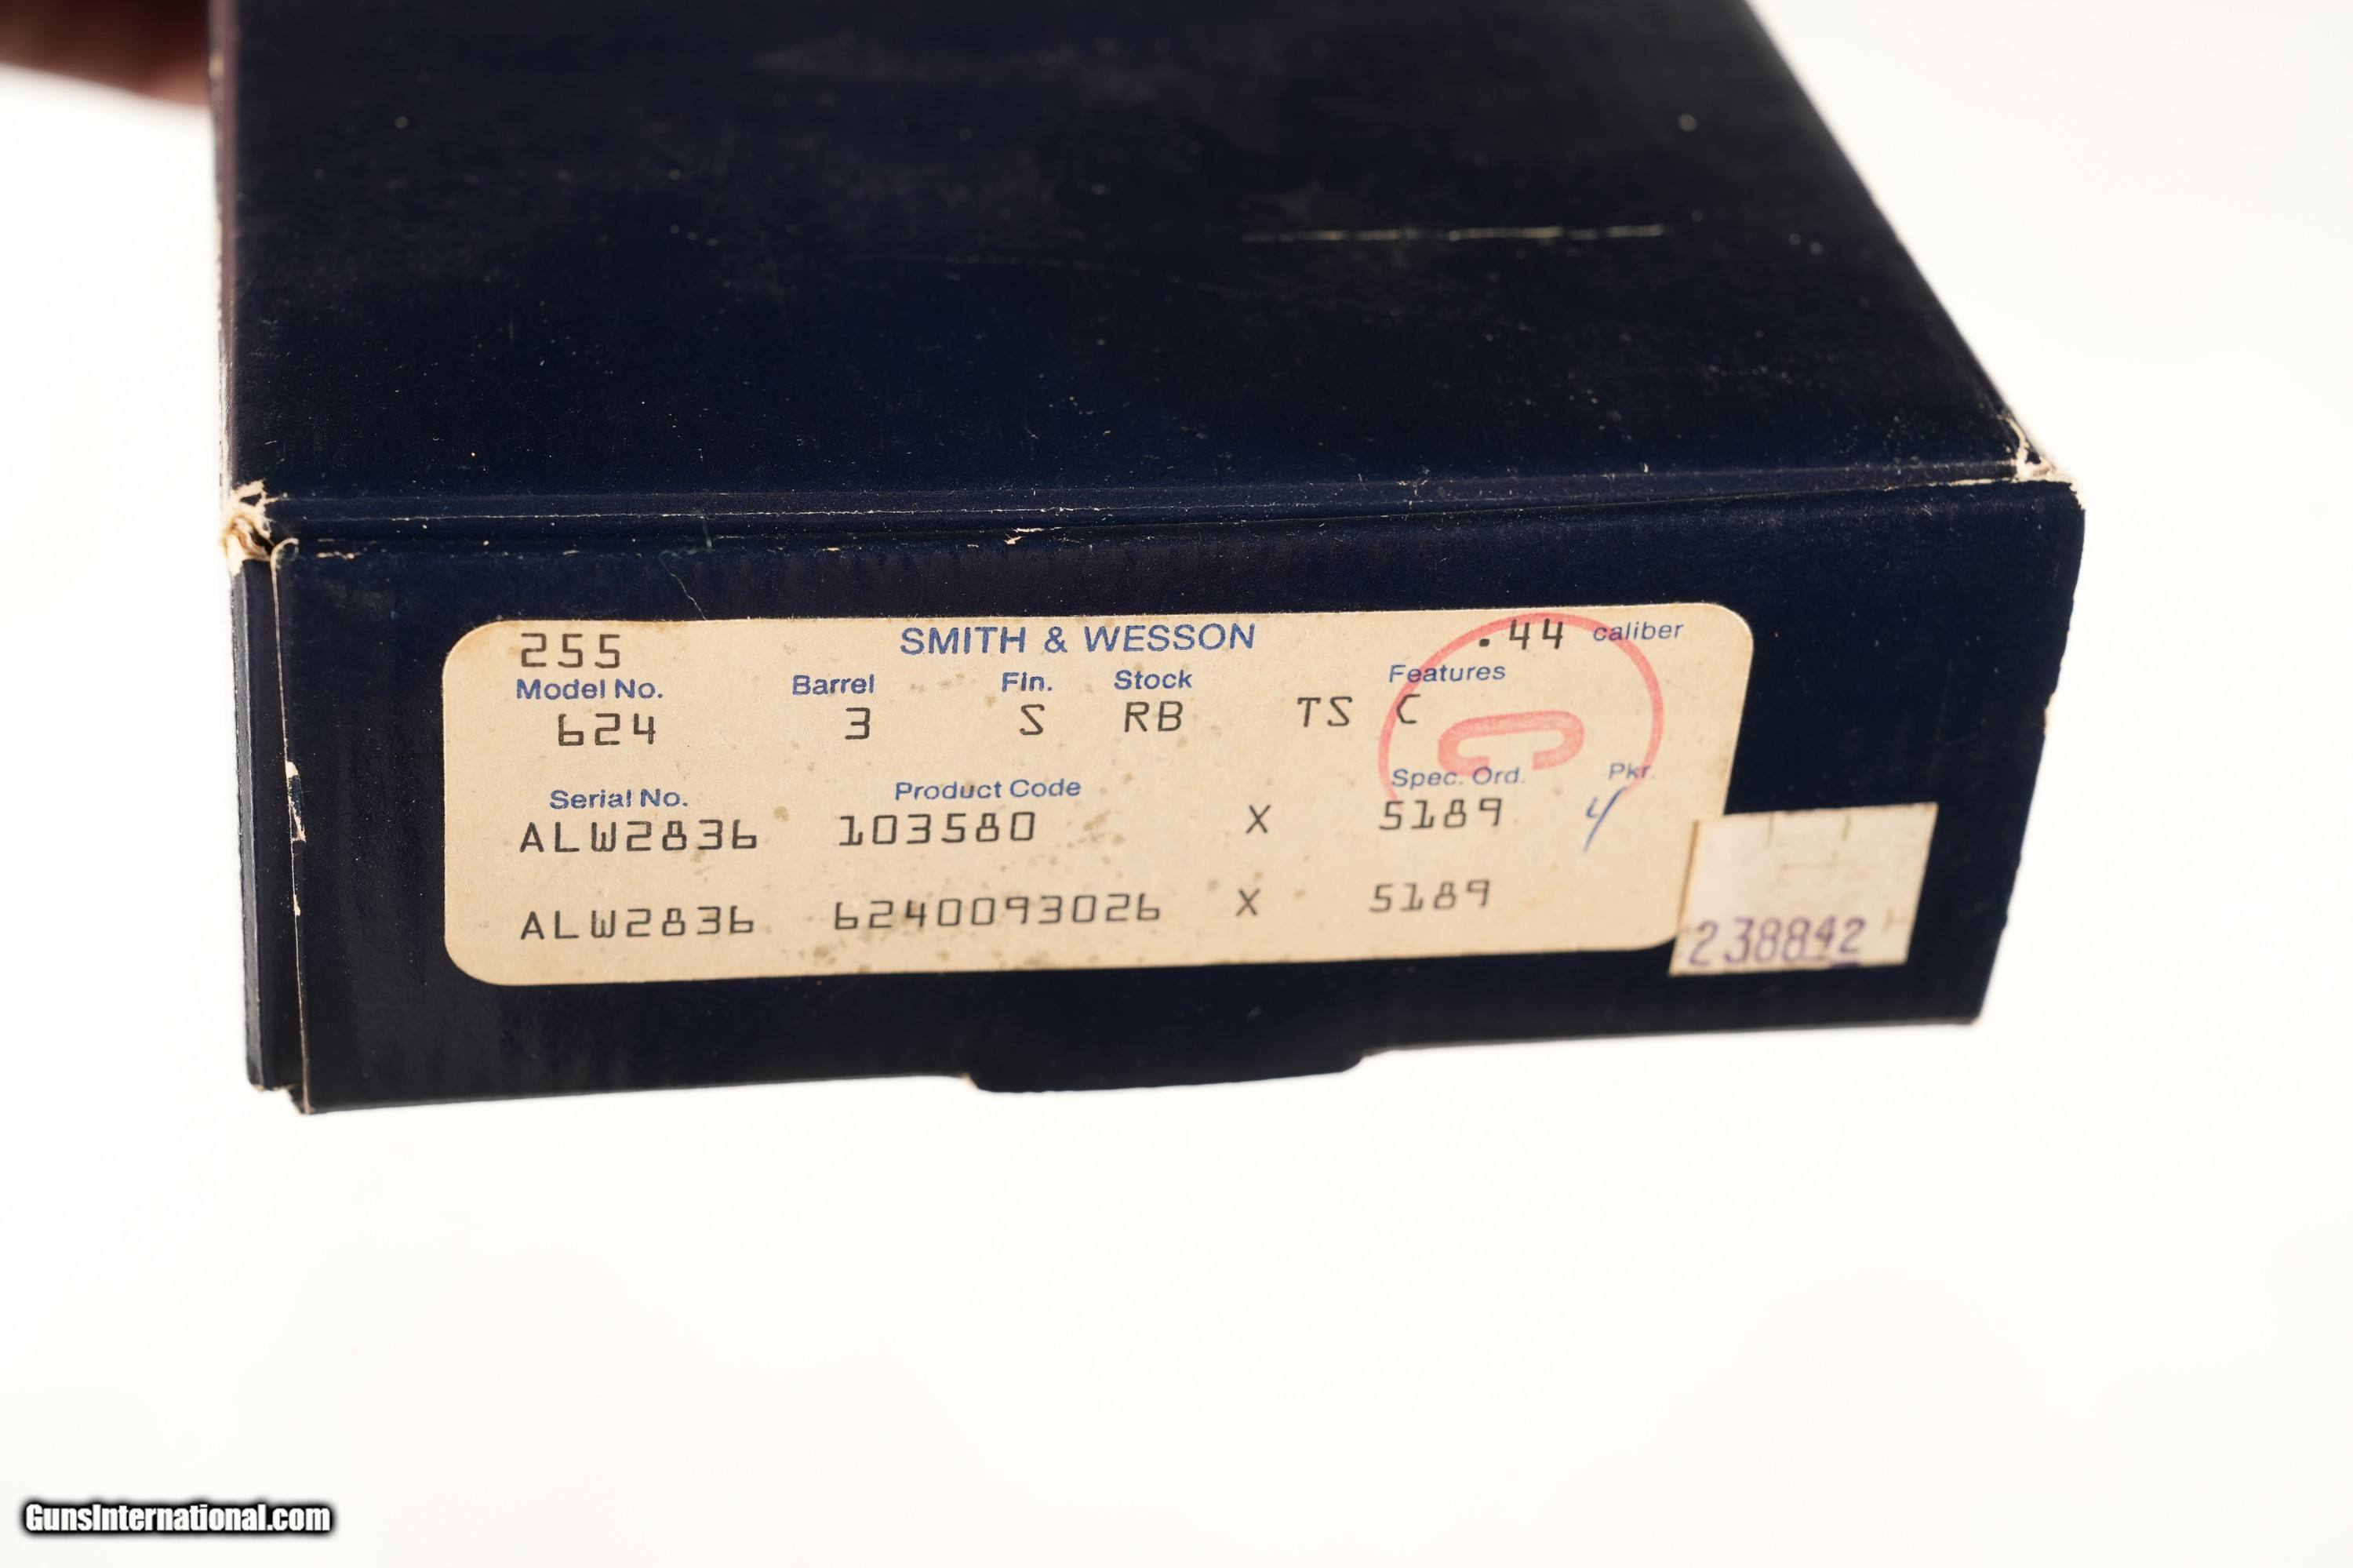 255 SMITH & WESSON .44 caliber
Model No. Barrel Fin. Stock Features
624 3 S RB TS C
C
Serial No. Product Code Spec. Ord. Pkr.
ALW2836 103580 X 5189 4
ALW2836 6240093026 X 5189
238842
GunsInternational.com